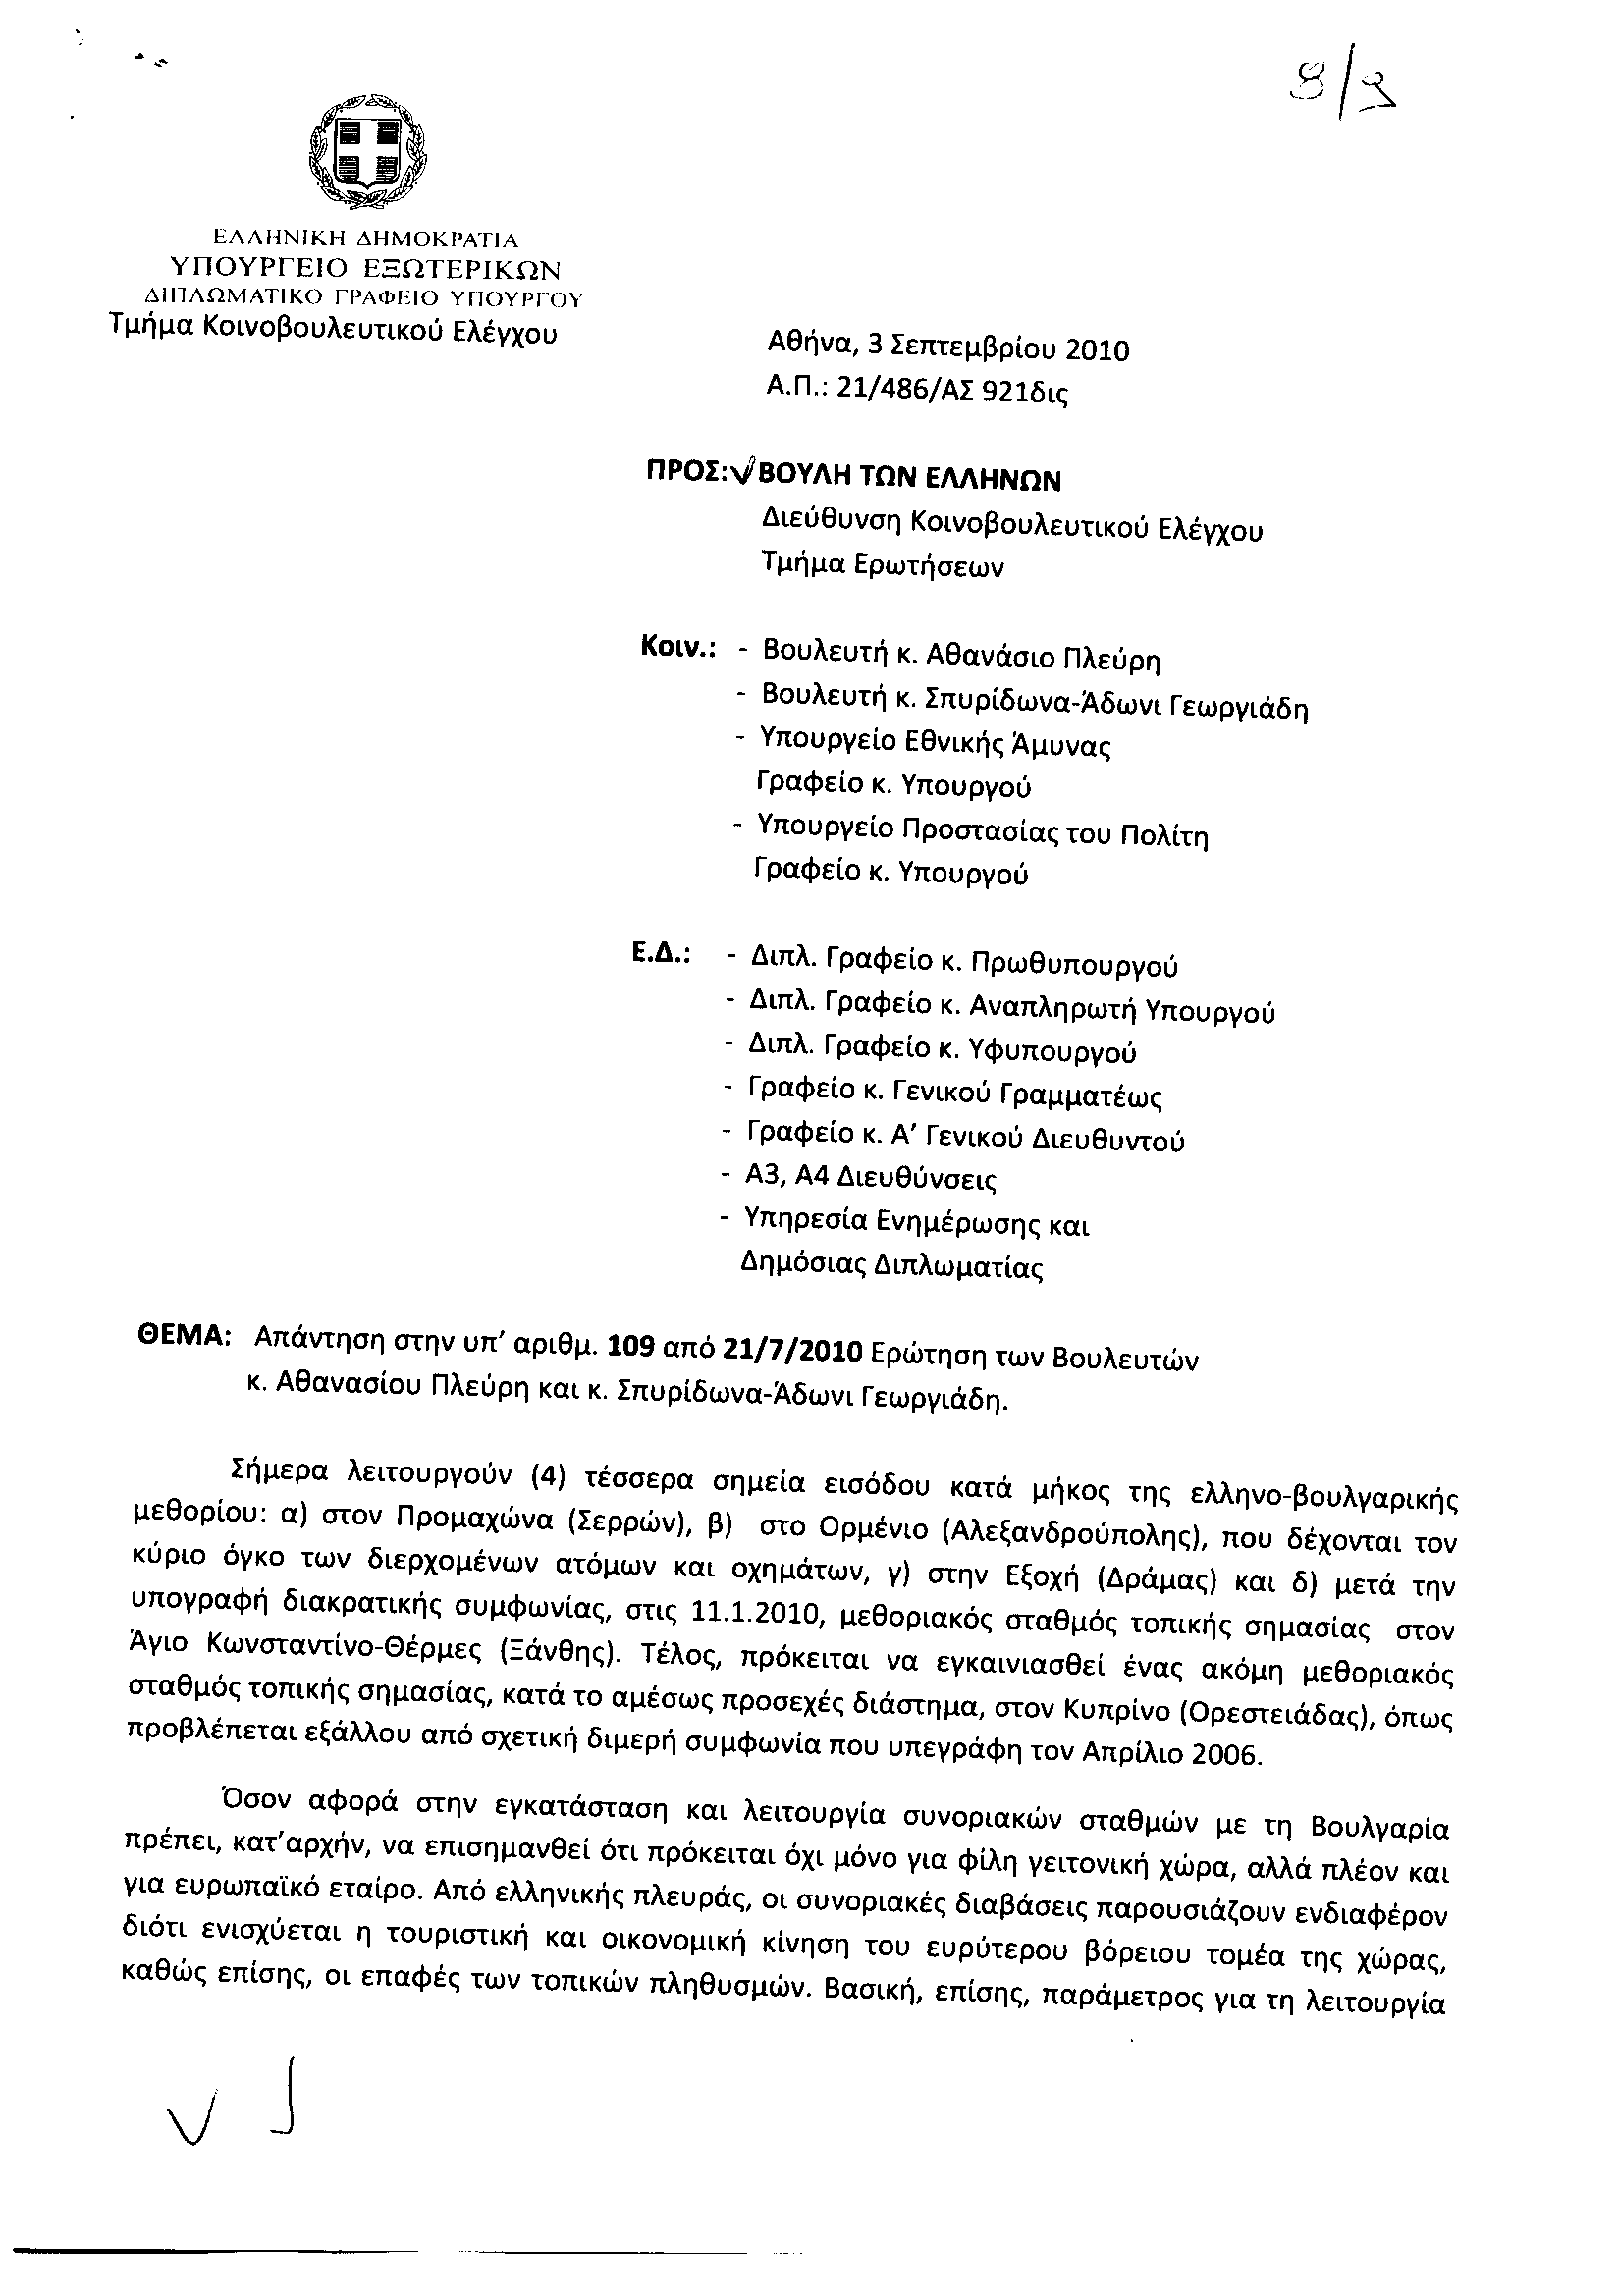 8/9
ΕΛΛΗΝΙΚΗ ΔΗΜΟΚΡΑΤΙΑ
ΥΠΟΥΡΓΕΙΟ ΕΞΩΤΕΡΙΚΩΝ
ΔΙΠΛΩΜΑΤΙΚΟ ΓΡΑΦΕΙΟ ΥΠΟΥΡΓΟΥ
Τμήμα Κοινοβουλευτικού Ελέγχου
Αθήνα, 3 Σεπτεμβρίου 2010
Α.Π.: 21/486/ΑΣ 921δις
ΠΡΟΣ: ΒΟΥΛΗ ΤΩΝ ΕΛΛΗΝΩΝ
Διεύθυνση Κοινοβουλευτικού Ελέγχου
Τμήμα Ερωτήσεων
Κοιν.: - Βουλευτή κ. Αθανάσιο Πλεύρη
- Βουλευτή κ. Σπυρίδωνα-Άδωνι Γεωργιάδη
- Υπουργείο Εθνικής Άμυνας
Γραφείο κ. Υπουργού
- Υπουργείο Προστασίας του Πολίτη
Γραφείο κ. Υπουργού
Ε.Δ.: - Διπλ. Γραφείο κ. Πρωθυπουργού
- Διπλ. Γραφείο κ. Αναπληρωτή Υπουργού
- Διπλ. Γραφείο κ. Υφυπουργού
- Γραφείο κ. Γενικού Γραμματέως
- Γραφείο κ. Α' Γενικού Διευθυντού
- Α3, Α4 Διευθύνσεις
- Υπηρεσία Ενημέρωσης και
Δημόσιας Διπλωματίας
ΘΕΜΑ: Απάντηση στην υπ' αριθμ. 109 από 21/7/2010 Ερώτηση των Βουλευτών
κ. Αθανασίου Πλεύρη και κ. Σπυρίδωνα-Άδωνι Γεωργιάδη.
Σήμερα λειτουργούν (4) τέσσερα σημεία εισόδου κατά μήκος της ελληνο-βουλγαρικής
μεθορίου: α) στον Προμαχώνα (Σερρών), β) στο Ορμένιο (Αλεξανδρούπολης), που δέχονται τον
κύριο όγκο των διερχομένων ατόμων και οχημάτων, γ) στην Εξοχή (Δράμας) και δ) μετά την
υπογραφή διακρατικής συμφωνίας, στις 11.1.2010, μεθοριακός σταθμός τοπικής σημασίας στον
Άγιο Κωνσταντίνο-Θέρμες (Ξάνθης). Τέλος, πρόκειται να εγκαινιασθεί ένας ακόμη μεθοριακός
σταθμός τοπικής σημασίας, κατά το αμέσως προσεχές διάστημα, στον Κυπρίνο (Ορεστειάδας), όπως
προβλέπεται εξάλλου από σχετική διμερή συμφωνία που υπεγράφη τον Απρίλιο 2006.
Όσον αφορά στην εγκατάσταση και λειτουργία συνοριακών σταθμών με τη Βουλγαρία
πρέπει, κατ'αρχήν, να επισημανθεί ότι πρόκειται όχι μόνο για φίλη γειτονική χώρα, αλλά πλέον και
για ευρωπαϊκό εταίρο. Από ελληνικής πλευράς, οι συνοριακές διαβάσεις παρουσιάζουν ενδιαφέρον
διότι ενισχύεται η τουριστική και οικονομική κίνηση του ευρύτερου βόρειου τομέα της χώρας,
καθώς επίσης, οι επαφές των τοπικών πληθυσμών. Βασική, επίσης, παράμετρος για τη λειτουργία